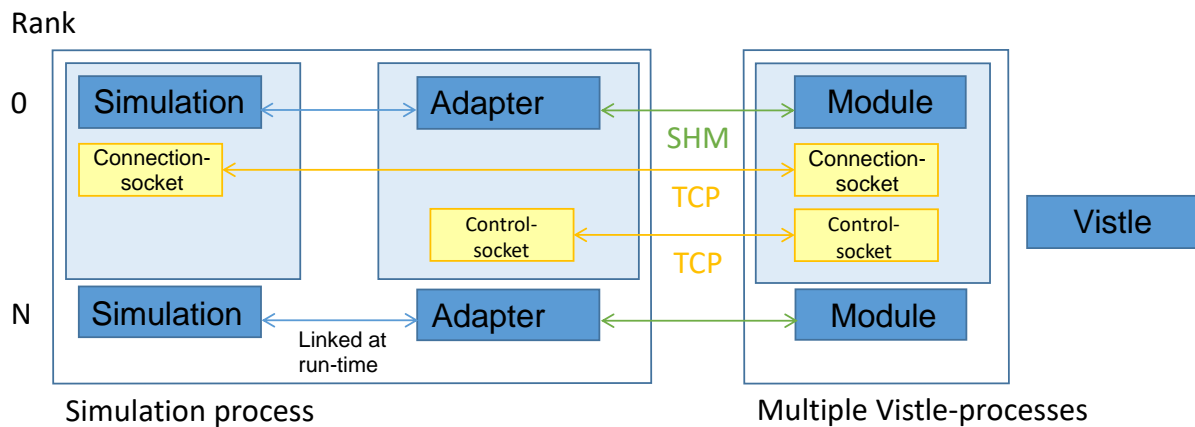 Rank
0
Simulation
Adapter
Module
SHM
Connection-
socket
Connection-
socket
TCP
Control-
socket
Control-
socket
Vistle
TCP
N
Simulation
Adapter
Module
Linked at
run-time
Simulation process
Multiple Vistle-processes